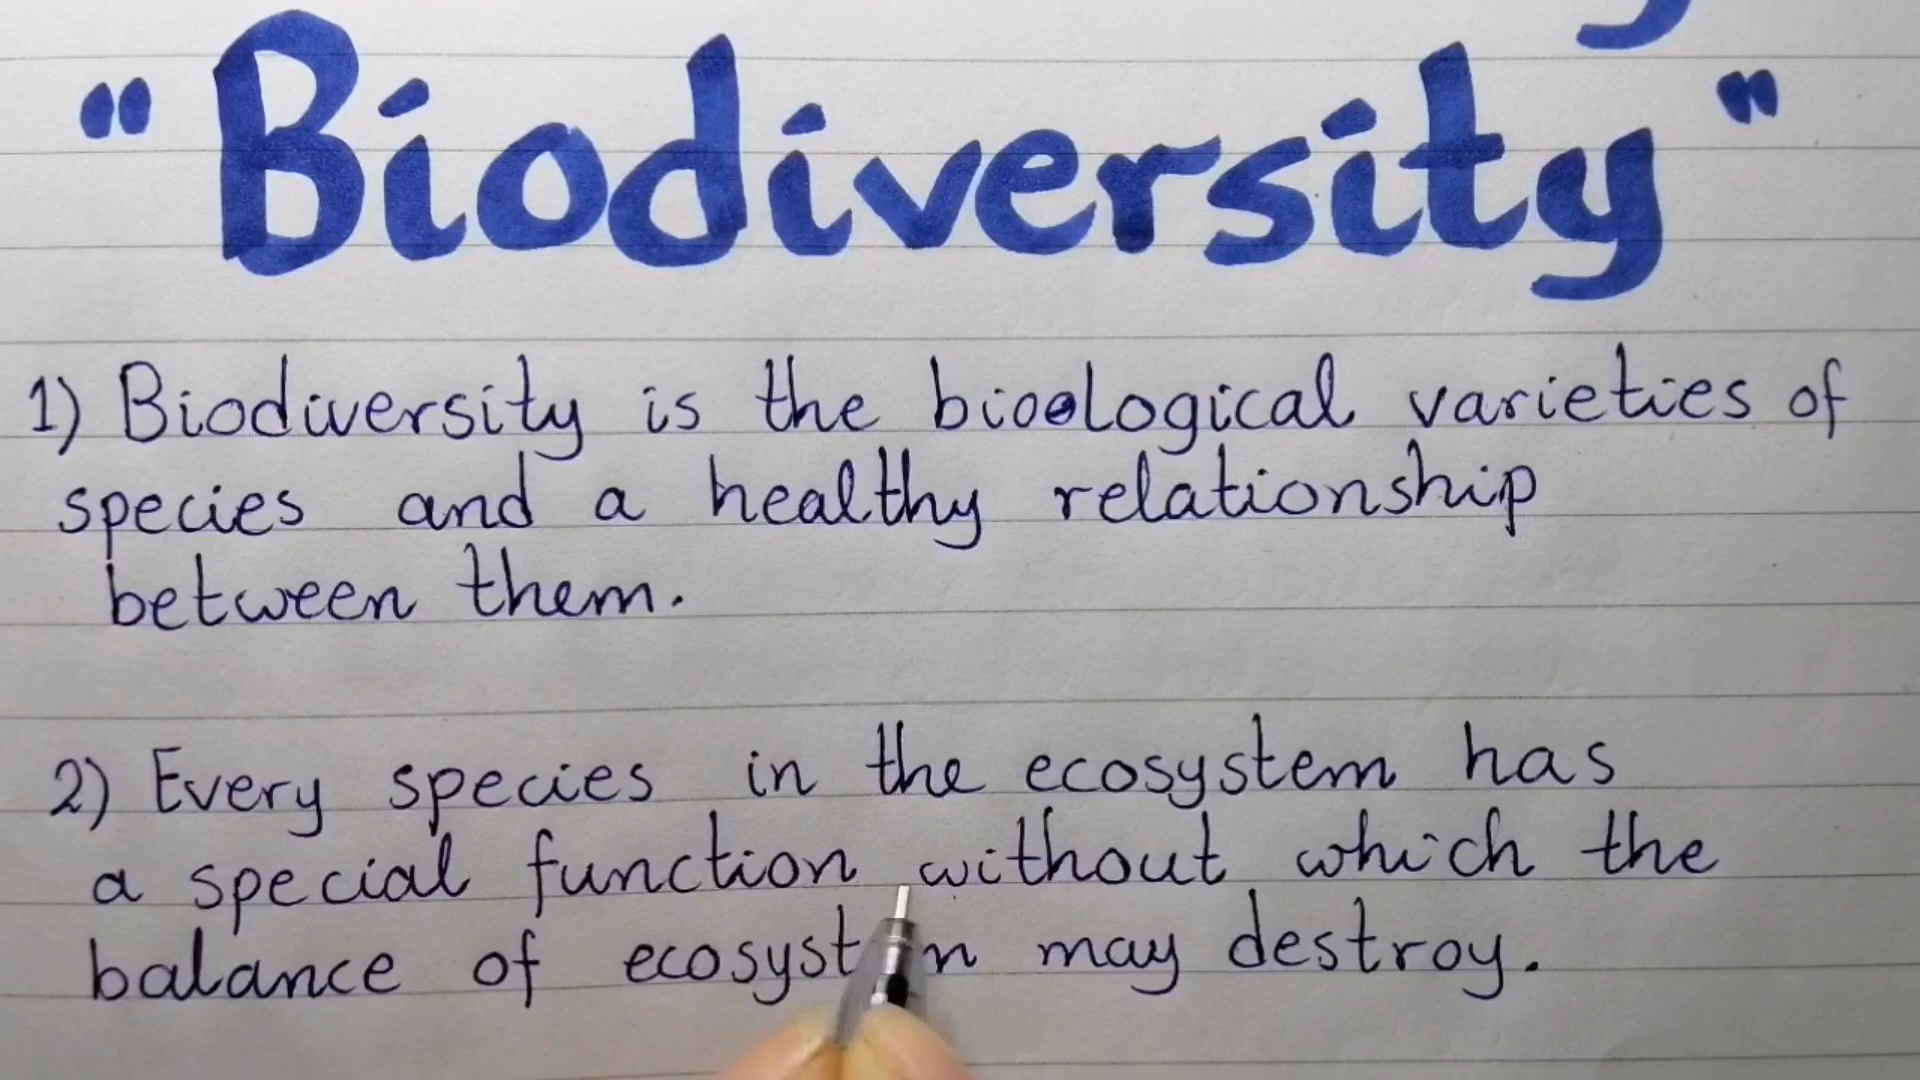 "Biodiversity"
1) Biodiversity is the bioological varieties of
species and a healthy relationship
between them.
2) Every species in the ecosystem has
a special function without which the
balance of ecosystem may destroy.